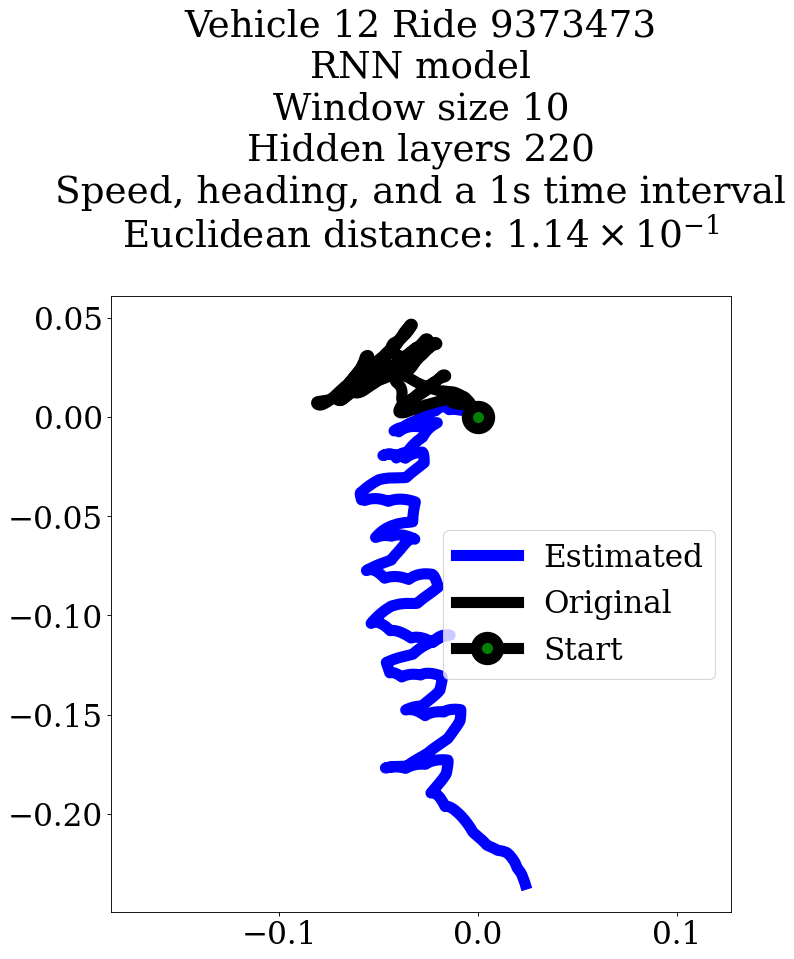 Vehicle 12 Ride 9373473
RNN model
Window size 10
Hidden layers 220
Speed, heading, and a 1s time interval
Euclidean distance: 1.14 × 10⁻¹
0.05
0.00
−0.05
−0.10
−0.15
−0.20
Estimated
Original
Start
−0.1 0.0 0.1